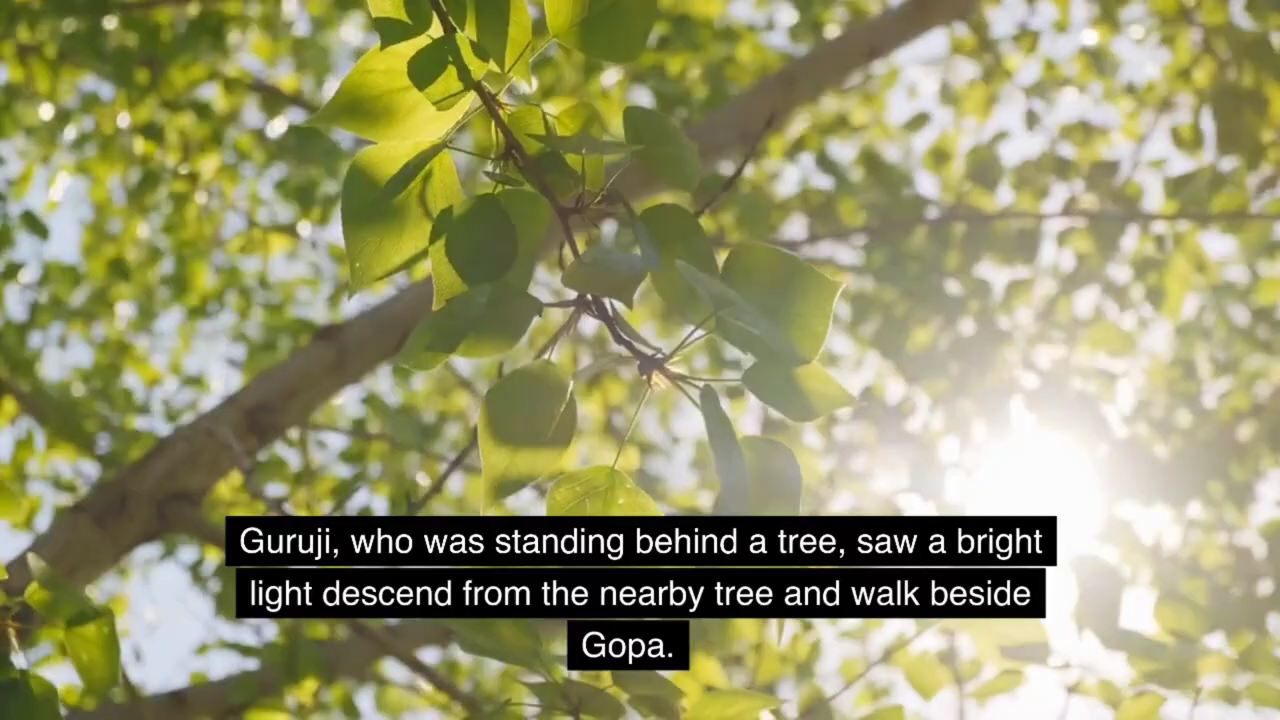 Guruji, who was standing behind a tree, saw a bright
light descend from the nearby tree and walk beside
Gopa.